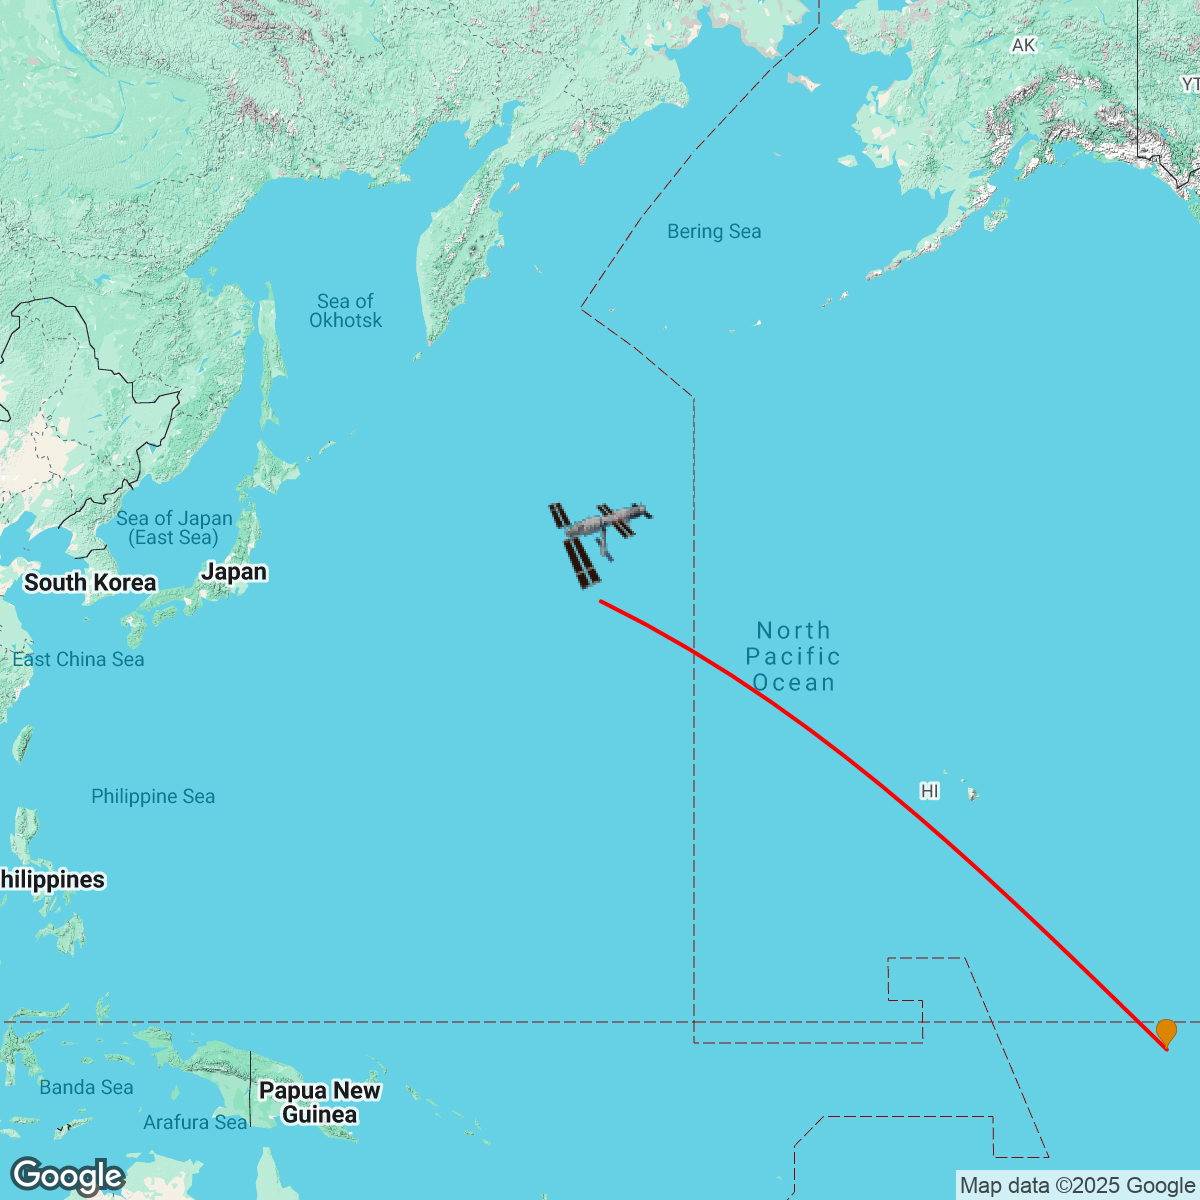 AK
YT
Bering Sea
Sea of
Okhotsk
Sea of Japan
(East Sea)
Japan
South Korea
North
Pacific
Ocean
East China Sea
HI
Philippine Sea
hilippines
Banda Sea
Papua New
Guinea
Arafura Sea
Google
Map data ©2025 Google